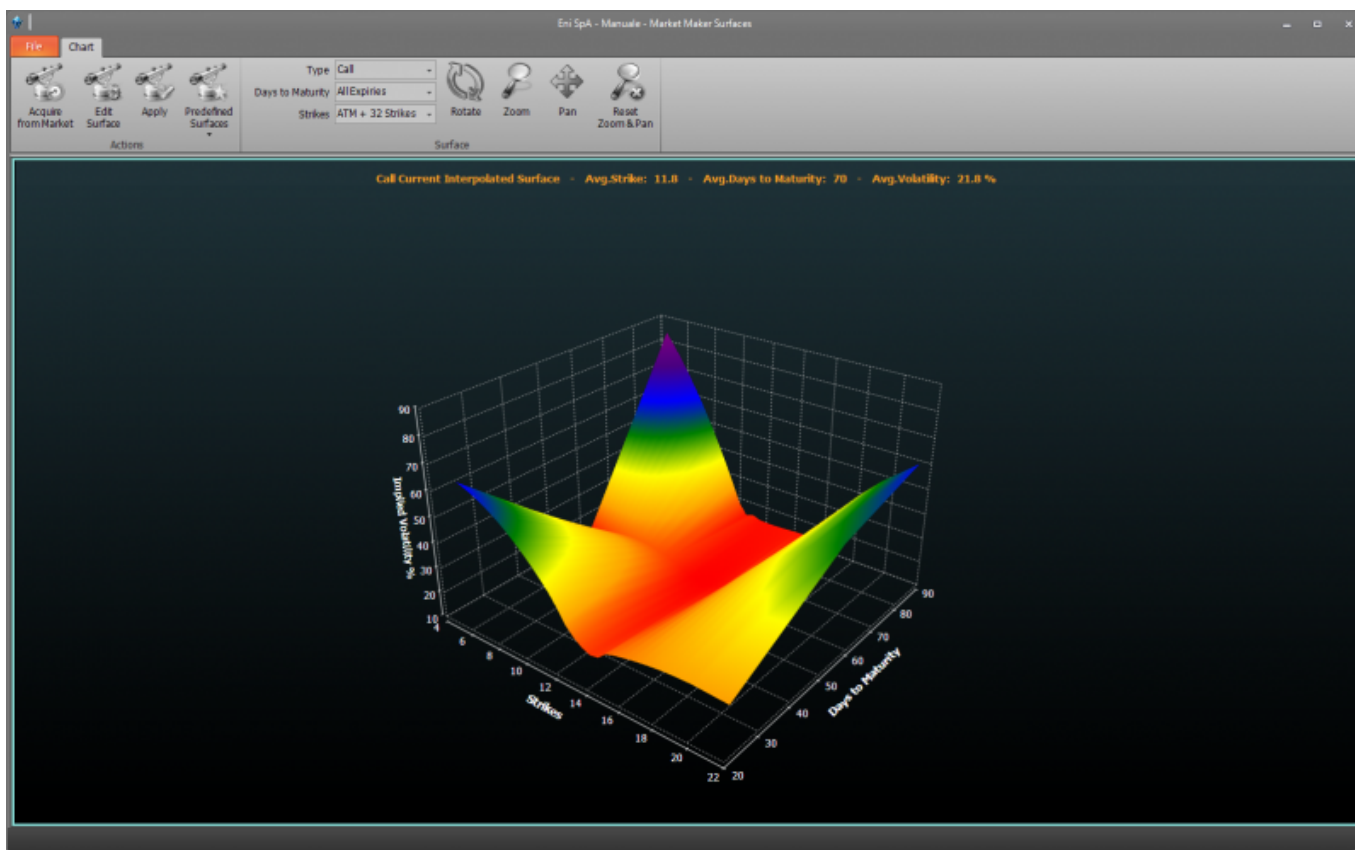 Eni SpA - Manuale - Market Maker Surfaces
File Chart
Type Call
Days to Maturity All Expiries
Strikes ATM + 32 Strikes
Acquire from Market
Edit Surface
Apply
Predefined Surfaces
Rotate
Zoom
Pan
Reset Zoom & Pan
Actions
Surface
Call Current Interpolated Surface - Avg.Strike: 11.8 - Avg.Days to Maturity: 70 - Avg.Volatility: 21.8 %
90
80
70
60
50
40
30
20
10
Implied Volatility %
4
6
8
10
12
14
16
18
20
22
Strikes
20
30
40
50
60
70
80
90
Days to Maturity